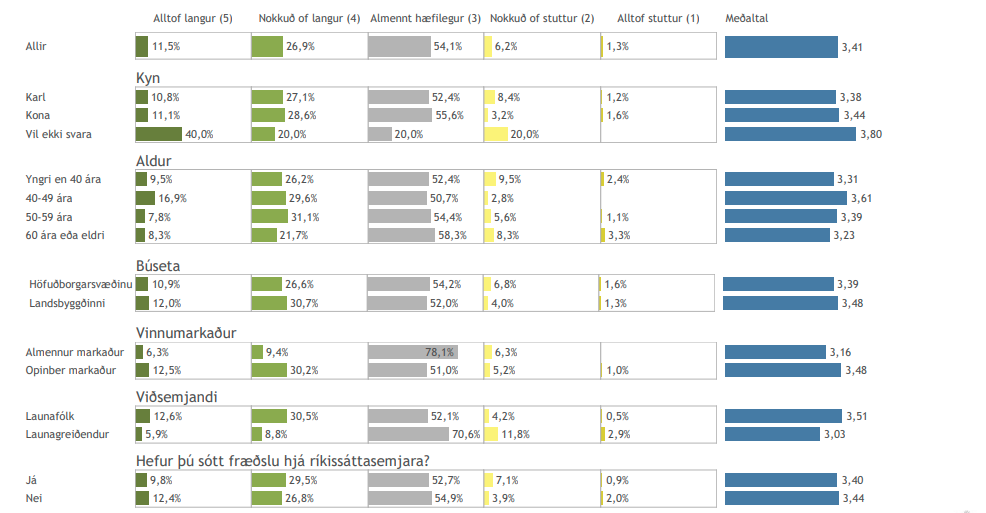 Alltof langur (5) Nokkuð of langur (4) Almennt hæfilegur (3) Nokkuð of stuttur (2) Alltof stuttur (1) Meðaltal
Allir 11,5% 26,9% 54,1% 6,2% 1,3% 3,41
Kyn
Karl 10,8% 27,1% 52,4% 8,4% 1,2% 3,38
Kona 11,1% 28,6% 55,6% 3,2% 1,6% 3,44
Vil ekki svara 40,0% 20,0% 20,0% 20,0% 3,80
Aldur
Yngri en 40 ára 9,5% 26,2% 52,4% 9,5% 2,4% 3,31
40-49 ára 16,9% 29,6% 50,7% 2,8% 3,61
50-59 ára 7,8% 31,1% 54,4% 5,6% 1,1% 3,39
60 ára eða eldri 8,3% 21,7% 58,3% 8,3% 3,3% 3,23
Búseta
Höfuðborgarsvæðinu 10,9% 26,6% 54,2% 6,8% 1,6% 3,39
Landsbyggðinni 12,0% 30,7% 52,0% 4,0% 1,3% 3,48
Vinnumarkaður
Almennur markaður 6,3% 9,4% 78,1% 6,3% 3,16
Opinber markaður 12,5% 30,2% 51,0% 5,2% 1,0% 3,48
Viðsemjandi
Launafólk 12,6% 30,5% 52,1% 4,2% 0,5% 3,51
Launagreiðendur 5,9% 8,8% 70,6% 11,8% 2,9% 3,03
Hefur þú sótt fræðslu hjá ríkissáttasemjara?
Já 9,8% 29,5% 52,7% 7,1% 0,9% 3,40
Nei 12,4% 26,8% 54,9% 3,9% 2,0% 3,44